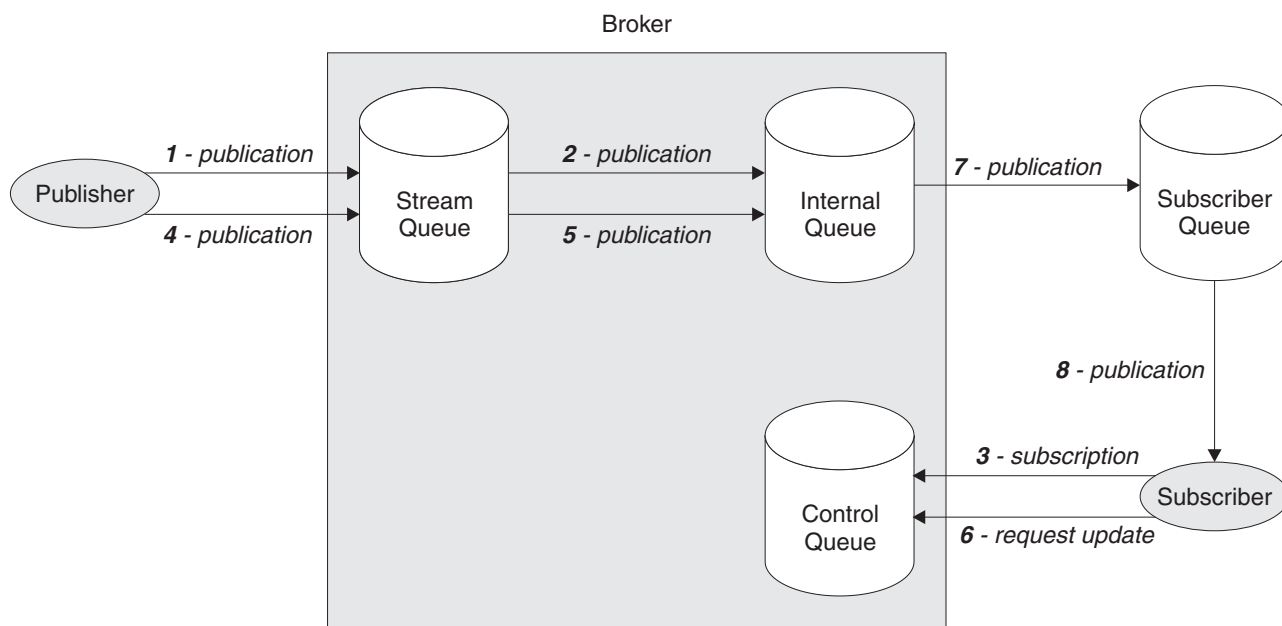 Broker
1 - publication
2 - publication
7 - publication
Publisher
Stream
Queue
Internal
Queue
Subscriber
Queue
4 - publication
5 - publication
8 - publication
3 - subscription
Control
Queue
Subscriber
6 - request update